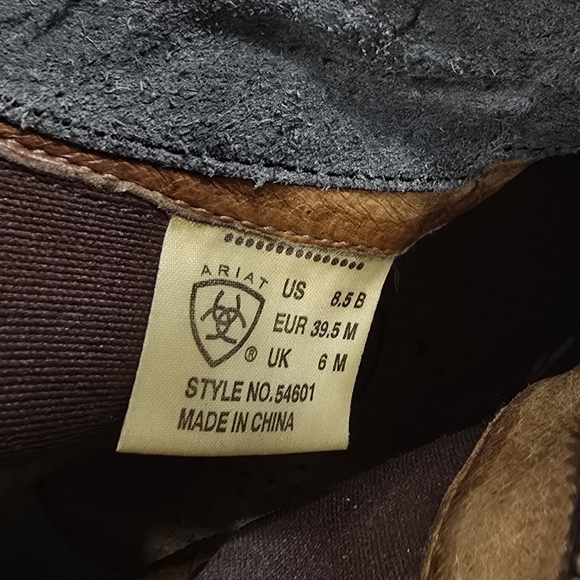 ARIAT
US 8.5 B
EUR 39.5 M
® UK 6 M
STYLE NO. 54601
MADE IN CHINA